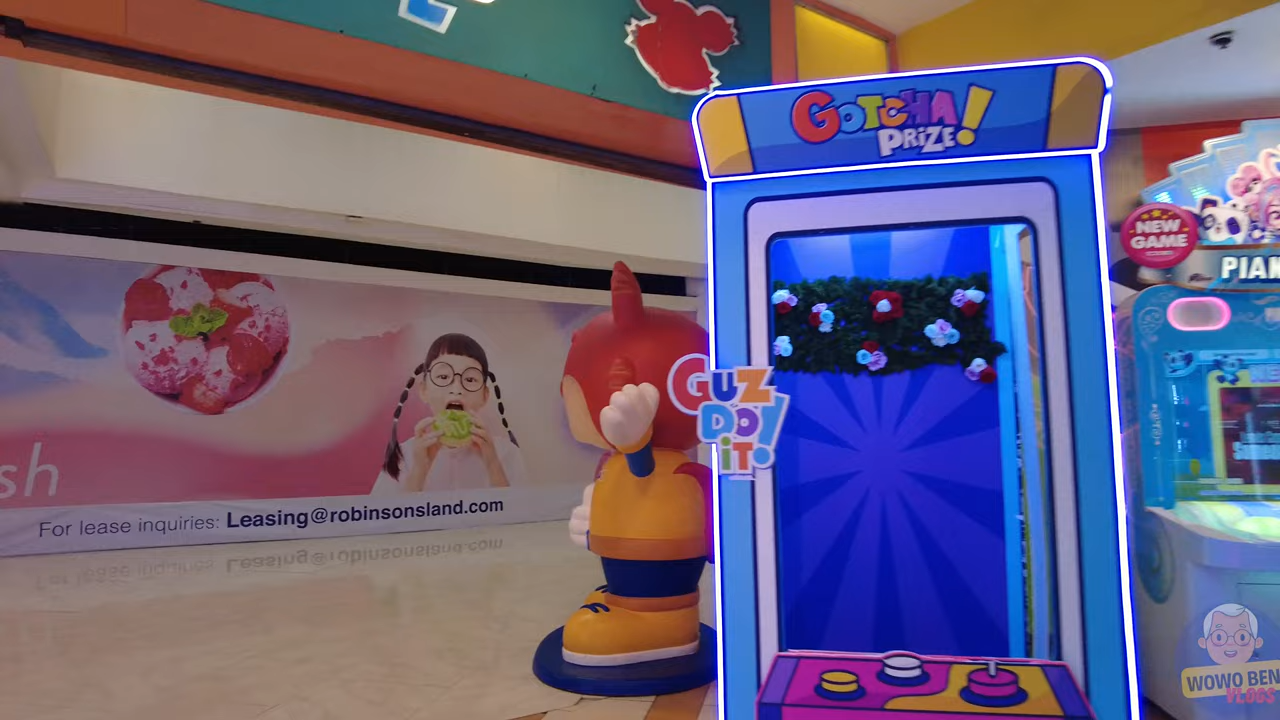 GOTCHA
PRIZE!
NEW
GAME
PIAN
GUZ
DO
iT!
sh
For lease inquiries: Leasing@robinsonsland.com
WOWO BEN
VLOGS